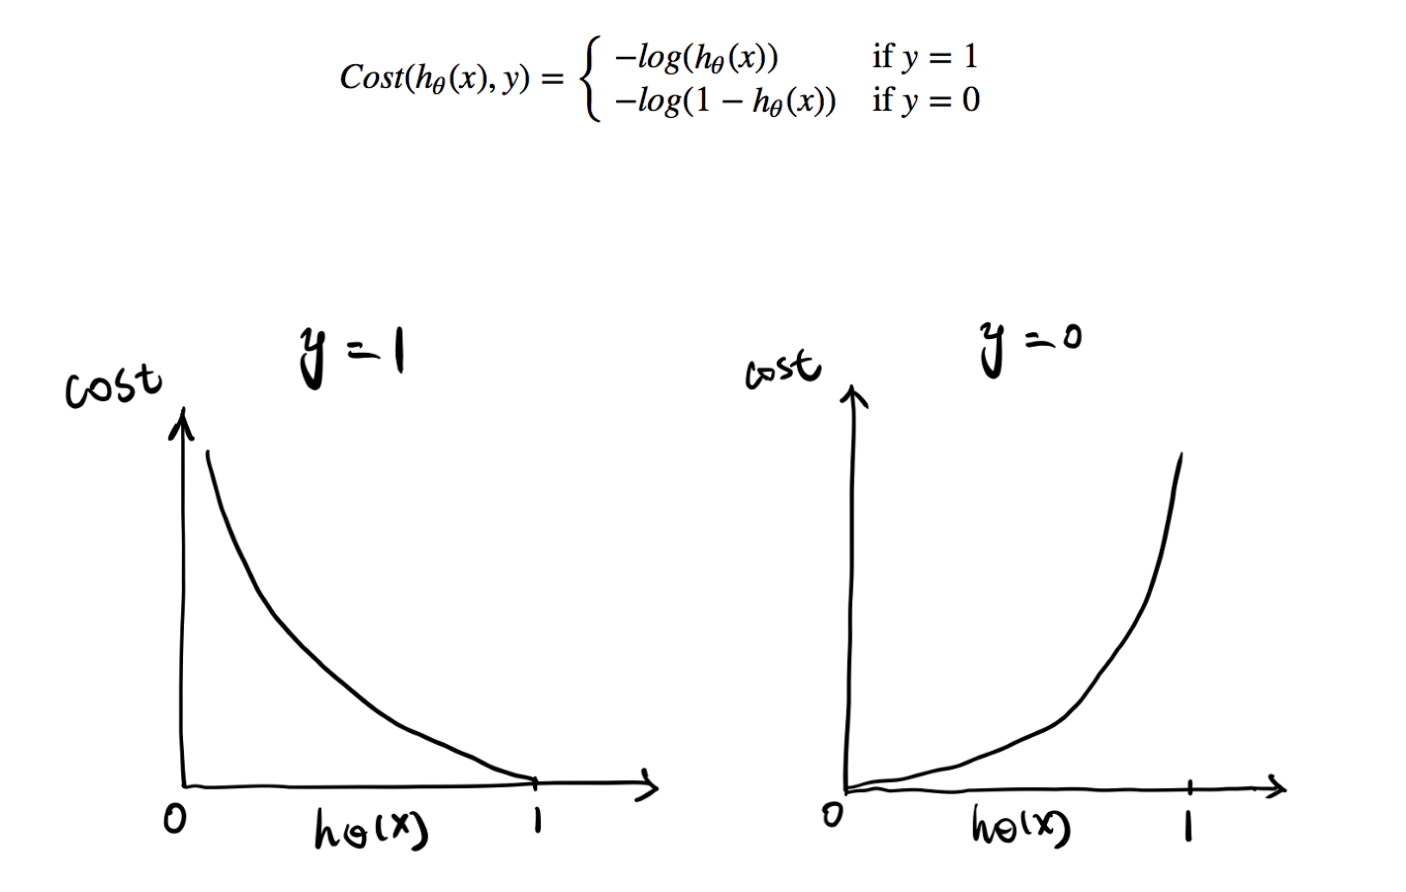 Cost(hθ(x), y) = { −log(hθ(x)) if y = 1
−log(1 − hθ(x)) if y = 0
y = 1
cost
0 hθ(x) 1
y = 0
cost
0 hθ(x) 1